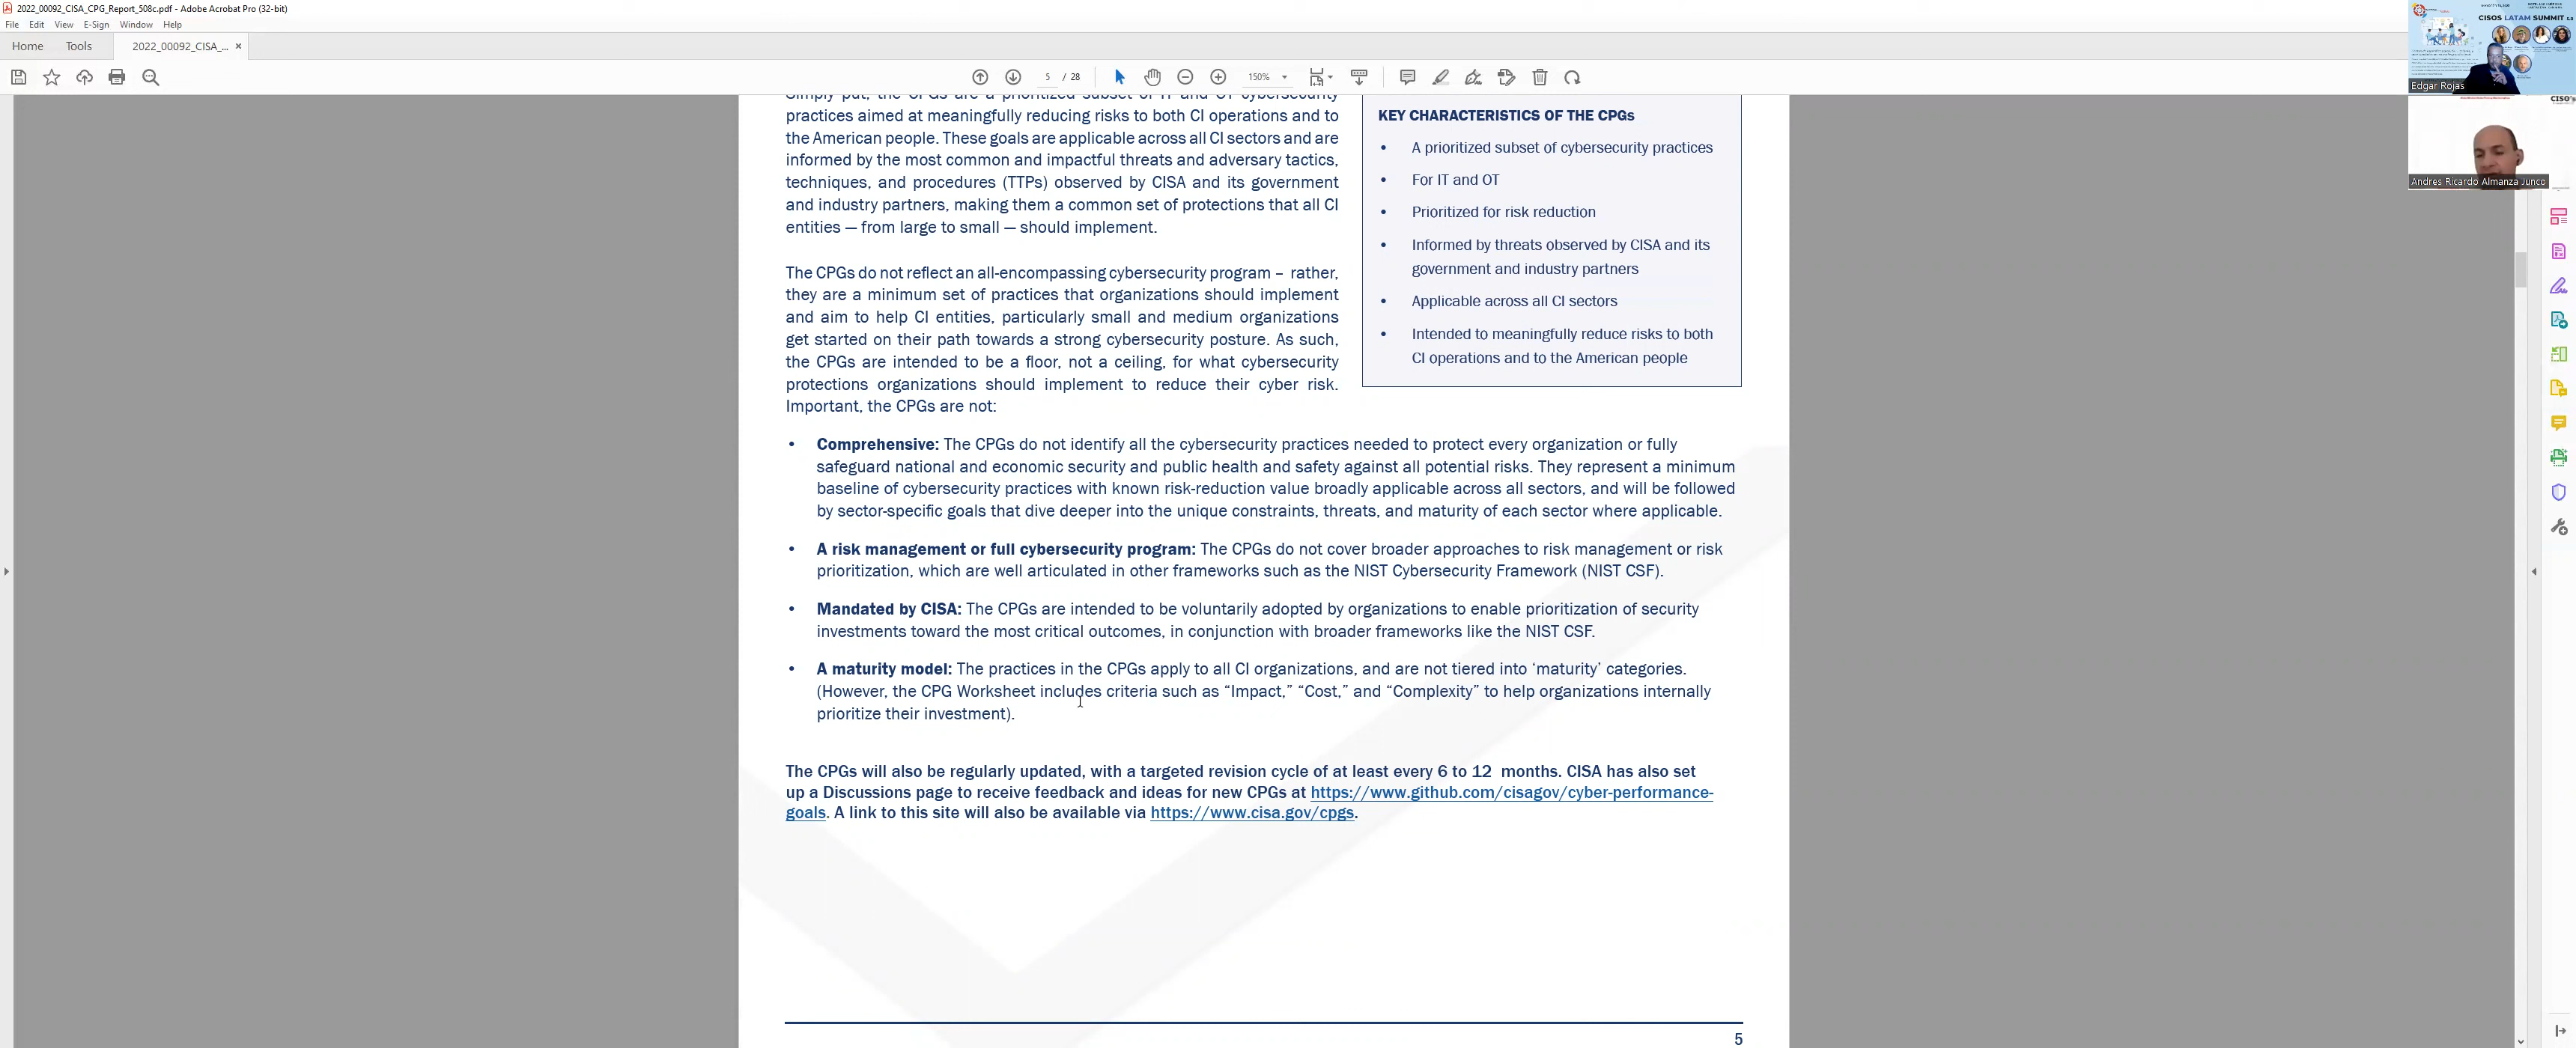 2022_00092_CISA_CPG_Report_508c.pdf - Adobe Acrobat Pro (32-bit)
File Edit View E-Sign Window Help
Home Tools 2022_00092_CISA_... ×
5 / 28 150%
Simply put, the CPGs are a prioritized subset of IT and OT cybersecurity
practices aimed at meaningfully reducing risks to both CI operations and to
the American people. These goals are applicable across all CI sectors and are
informed by the most common and impactful threats and adversary tactics,
techniques, and procedures (TTPs) observed by CISA and its government
and industry partners, making them a common set of protections that all CI
entities — from large to small — should implement.
The CPGs do not reflect an all-encompassing cybersecurity program – rather,
they are a minimum set of practices that organizations should implement
and aim to help CI entities, particularly small and medium organizations
get started on their path towards a strong cybersecurity posture. As such,
the CPGs are intended to be a floor, not a ceiling, for what cybersecurity
protections organizations should implement to reduce their cyber risk.
Important, the CPGs are not:
KEY CHARACTERISTICS OF THE CPGs
• A prioritized subset of cybersecurity practices
• For IT and OT
• Prioritized for risk reduction
• Informed by threats observed by CISA and its
government and industry partners
• Applicable across all CI sectors
• Intended to meaningfully reduce risks to both
CI operations and to the American people
• Comprehensive: The CPGs do not identify all the cybersecurity practices needed to protect every organization or fully
safeguard national and economic security and public health and safety against all potential risks. They represent a minimum
baseline of cybersecurity practices with known risk-reduction value broadly applicable across all sectors, and will be followed
by sector-specific goals that dive deeper into the unique constraints, threats, and maturity of each sector where applicable.
• A risk management or full cybersecurity program: The CPGs do not cover broader approaches to risk management or risk
prioritization, which are well articulated in other frameworks such as the NIST Cybersecurity Framework (NIST CSF).
• Mandated by CISA: The CPGs are intended to be voluntarily adopted by organizations to enable prioritization of security
investments toward the most critical outcomes, in conjunction with broader frameworks like the NIST CSF.
• A maturity model: The practices in the CPGs apply to all CI organizations, and are not tiered into ‘maturity’ categories.
(However, the CPG Worksheet includes criteria such as “Impact,” “Cost,” and “Complexity” to help organizations internally
prioritize their investment).
The CPGs will also be regularly updated, with a targeted revision cycle of at least every 6 to 12 months. CISA has also set
up a Discussions page to receive feedback and ideas for new CPGs at https://www.github.com/cisagov/cyber-performance-
goals. A link to this site will also be available via https://www.cisa.gov/cpgs.
5
CISOS LATAM SUMMIT
Edgar Rojas
CISO's
Andres Ricardo Almanza Junco